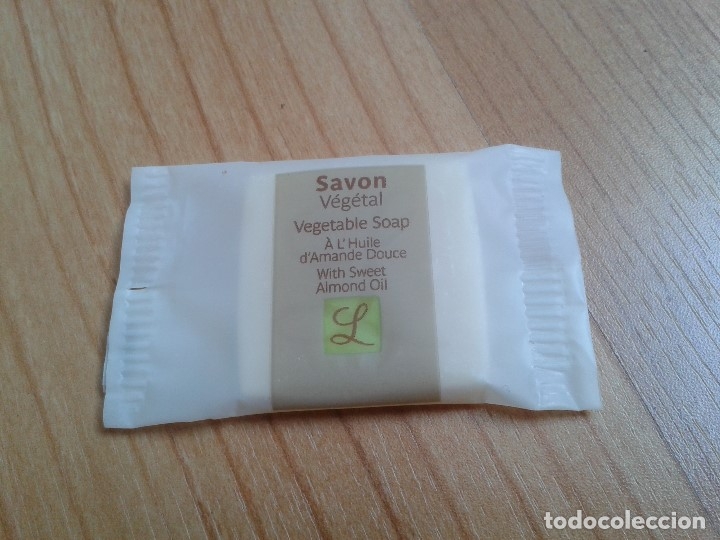 Savon
Végétal
Vegetable Soap
À L'Huile
d'Amande Douce
With Sweet
Almond Oil
L
todocoleccion